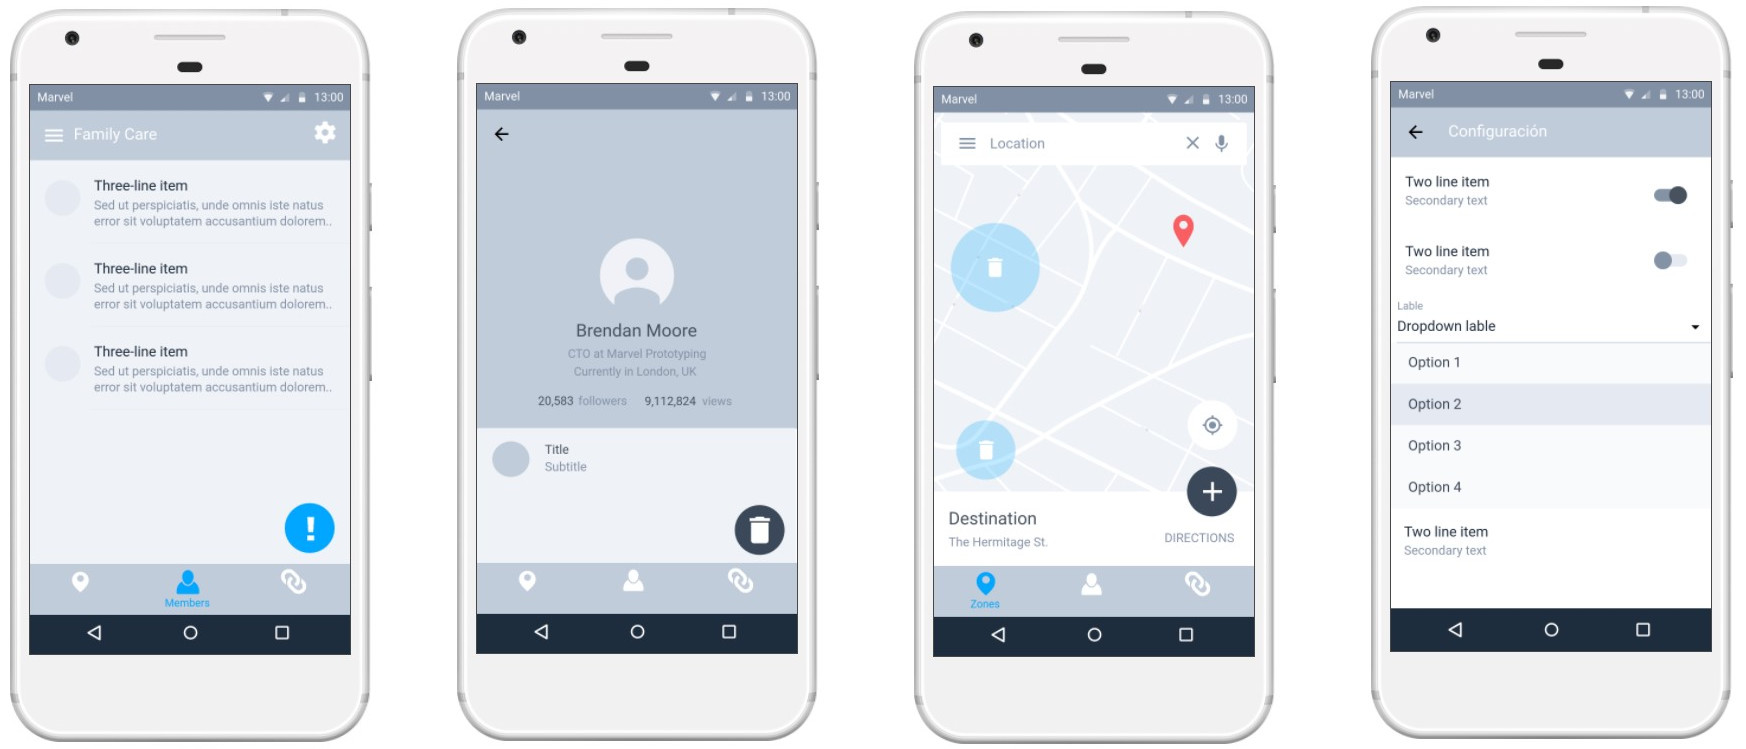 Marvel 13:00
Family Care
Three-line item
Sed ut perspiciatis, unde omnis iste natus
error sit voluptatem accusantium dolorem..
Three-line item
Sed ut perspiciatis, unde omnis iste natus
error sit voluptatem accusantium dolorem..
Three-line item
Sed ut perspiciatis, unde omnis iste natus
error sit voluptatem accusantium dolorem..
!
Members
Marvel 13:00
Brendan Moore
CTO at Marvel Prototyping
Currently in London, UK
20,583 followers 9,112,824 views
Title
Subtitle
Marvel 13:00
Location
Destination
The Hermitage St.
DIRECTIONS
Zones
Marvel 13:00
Configuración
Two line item
Secondary text
Two line item
Secondary text
Lable
Dropdown lable
Option 1
Option 2
Option 3
Option 4
Two line item
Secondary text